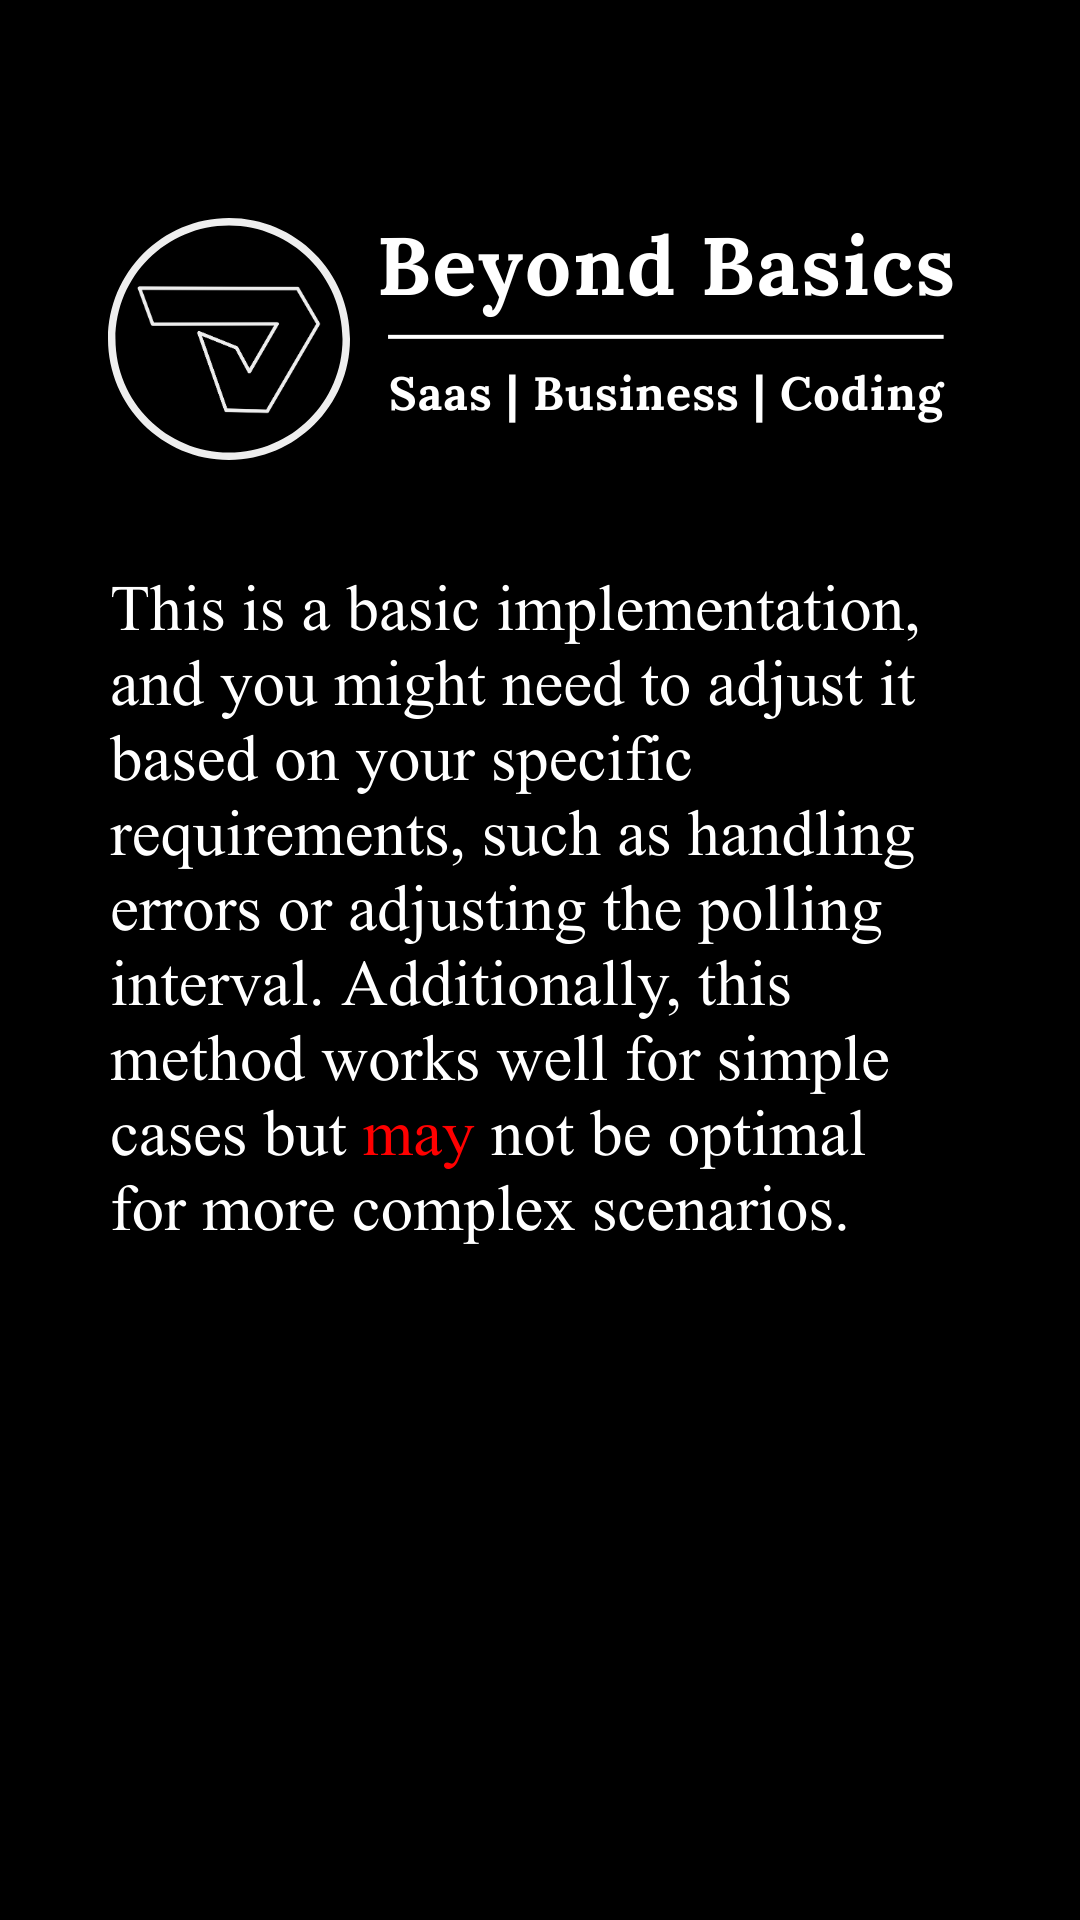 Beyond Basics
Saas | Business | Coding
This is a basic implementation,
and you might need to adjust it
based on your specific
requirements, such as handling
errors or adjusting the polling
interval. Additionally, this
method works well for simple
cases but may not be optimal
for more complex scenarios.